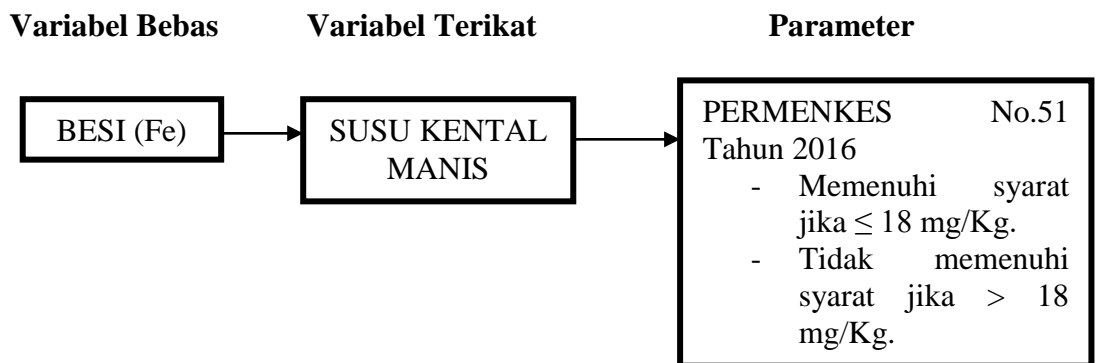 Variabel Bebas Variabel Terikat Parameter
BESI (Fe)
SUSU KENTAL
MANIS
PERMENKES No.51
Tahun 2016
- Memenuhi syarat
jika ≤ 18 mg/Kg.
- Tidak memenuhi
syarat jika > 18
mg/Kg.